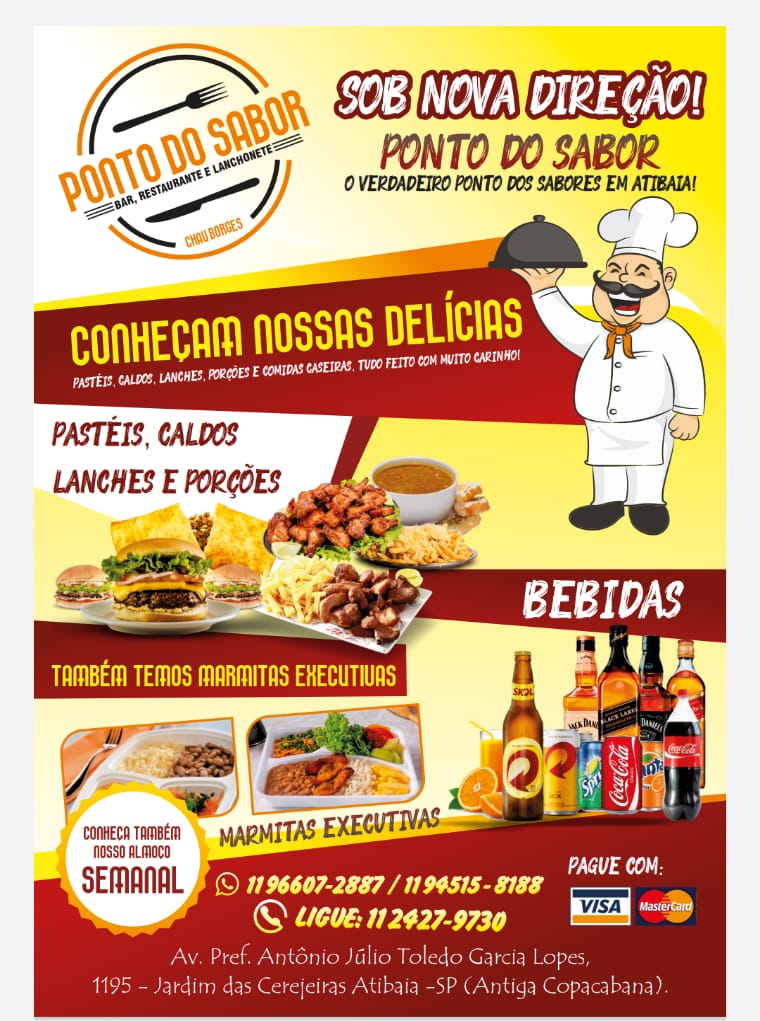 PONTO DO SABOR
BAR, RESTAURANTE E LANCHONETE
CHAU BORGES
SOB NOVA DIREÇÃO!
PONTO DO SABOR
O VERDADEIRO PONTO DOS SABORES EM ATIBAIA!
CONHEÇAM NOSSAS DELÍCIAS
PASTÉIS, CALDOS, LANCHES, PORÇÕES E COMIDAS CASEIRAS, TUDO FEITO COM MUITO CARINHO!
PASTÉIS, CALDOS
LANCHES E PORÇÕES
BEBIDAS
TAMBÉM TEMOS MARMITAS EXECUTIVAS
SKOL
JACK DANIEL
BLACK LABEL
DANIEL'S
Sprite
Coca-Cola
Fanta
Coca-Cola
MARMITAS EXECUTIVAS
CONHEÇA TAMBÉM
NOSSO ALMOÇO
SEMANAL
11 96607-2887 / 11 94515-8188
LIGUE: 11 2427-9730
PAGUE COM:
VISA
MasterCard
Av. Pref. Antônio Júlio Toledo Garcia Lopes,
1195 - Jardim das Cerejeiras Atibaia -SP (Antiga Copacabana).